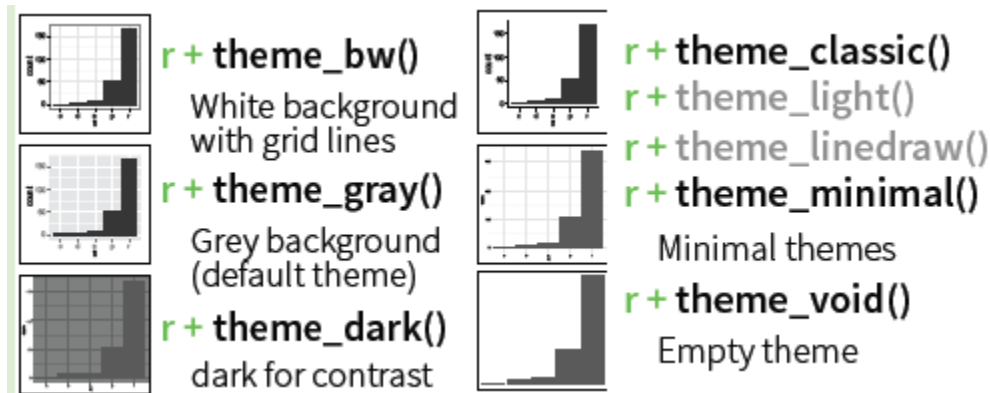 r + theme_bw()
White background
with grid lines
r + theme_gray()
Grey background
(default theme)
r + theme_dark()
dark for contrast
r + theme_classic()
r + theme_light()
r + theme_linedraw()
r + theme_minimal()
Minimal themes
r + theme_void()
Empty theme